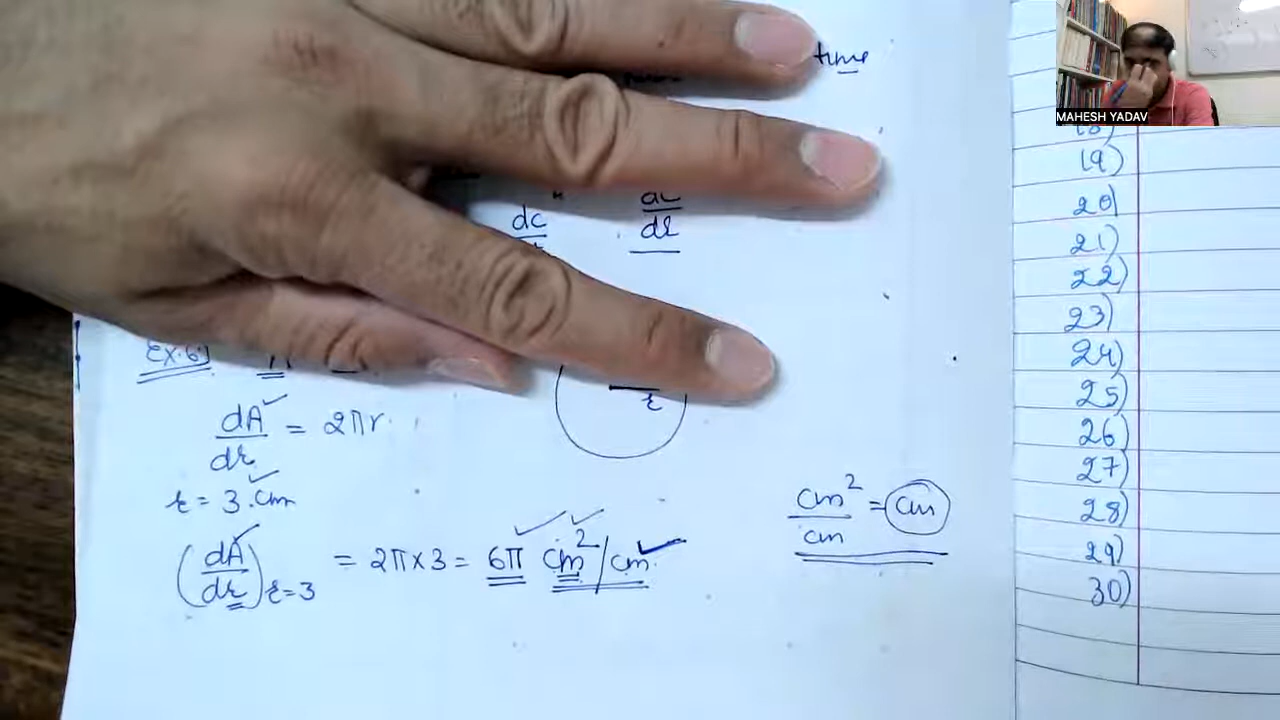 time
MAHESH YADAV
dc
dr
19)
20)
21)
22)
23)
24)
25)
26)
27)
28)
29)
30)
Ex. 6.1
r
dA/dr = 2πr
r = 3 cm
(dA/dr)r=3 = 2π×3 = 6π cm²/cm
cm²/cm = cm